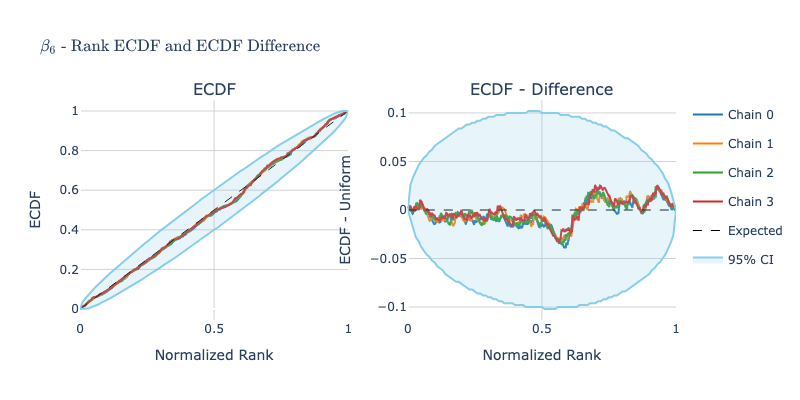 β₆ - Rank ECDF and ECDF Difference
ECDF
ECDF - Difference
ECDF
1
0.8
0.6
0.4
0.2
0
0
0.5
1
Normalized Rank
ECDF - Uniform
0.1
0.05
0
−0.05
−0.1
0
0.5
1
Normalized Rank
Chain 0
Chain 1
Chain 2
Chain 3
Expected
95% CI